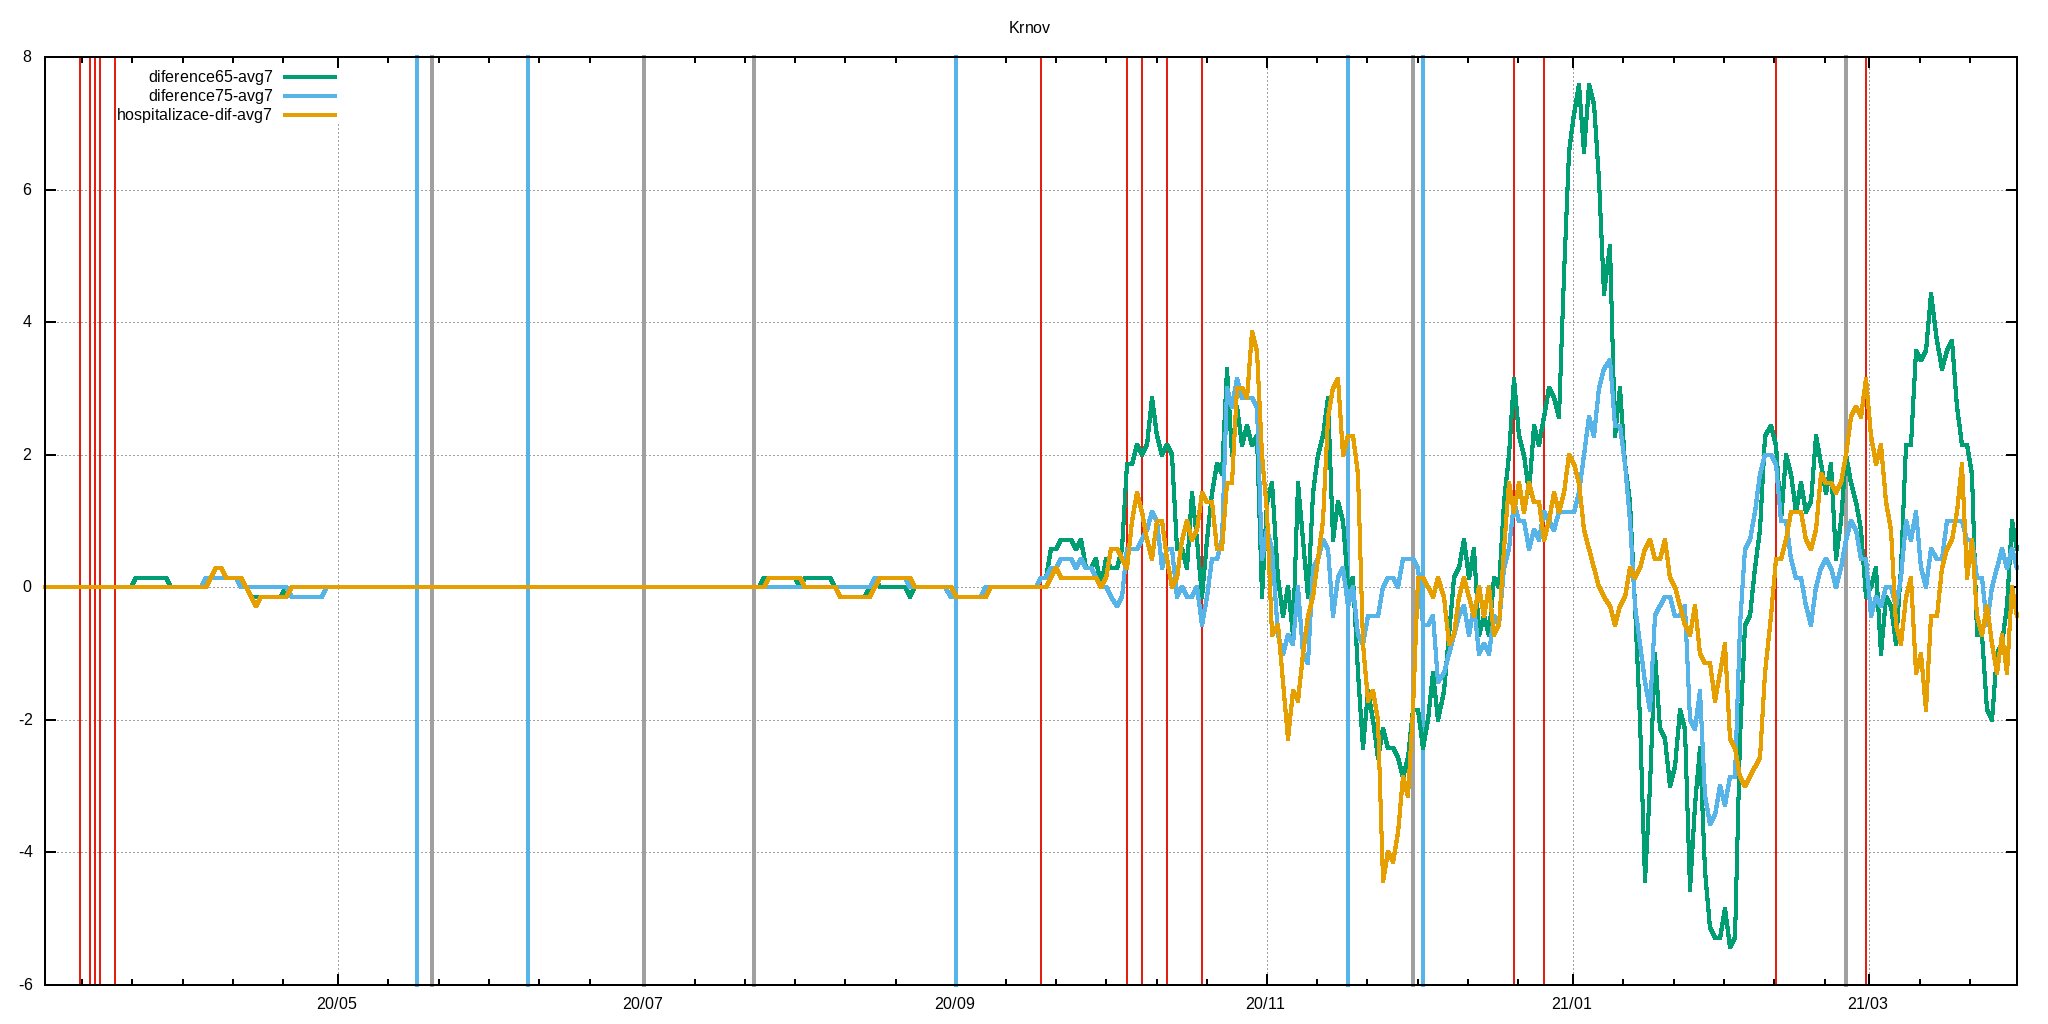 Krnov
8
diference65-avg7
diference75-avg7
hospitalizace-dif-avg7
6
4
2
0
-2
-4
-6
20/05 20/07 20/09 20/11 21/01 21/03